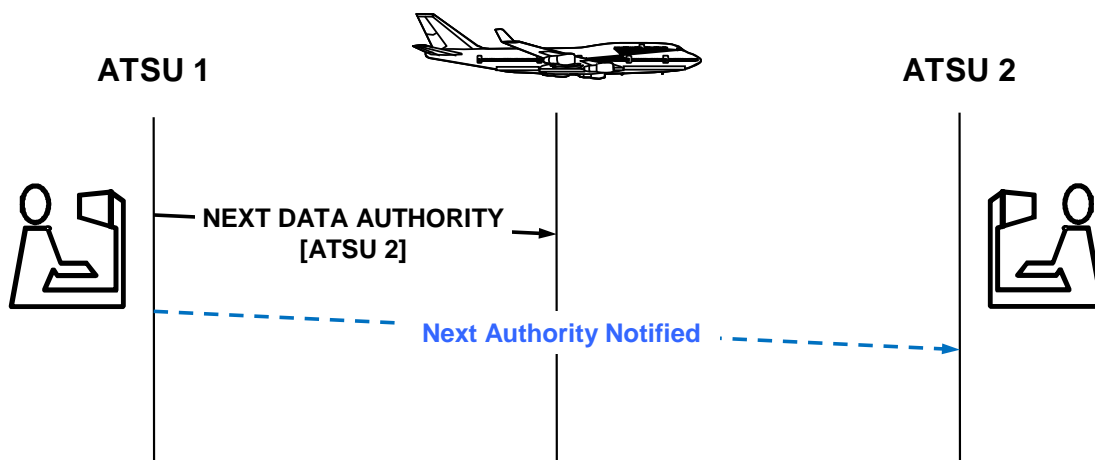 ATSU 1
ATSU 2
NEXT DATA AUTHORITY
[ATSU 2]
Next Authority Notified